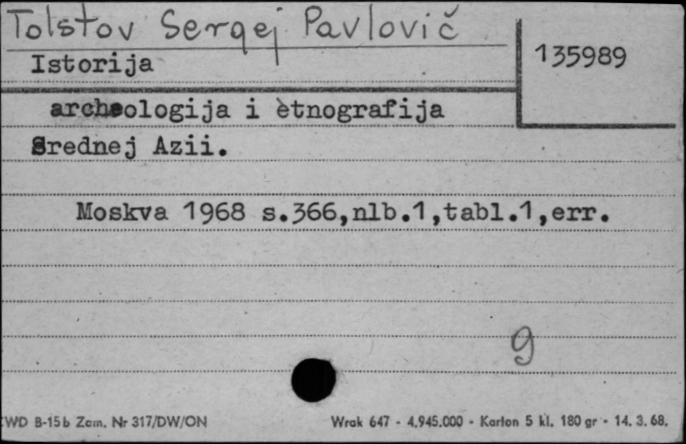 Tolstov Sergej Pavlovič
135989
Istorija
archeologija i ètnografija
Srednej Azii.
Moskva 1968 s.366,nlb.1,tabl.1,err.
9
WD B-15b Zam. Nr 317/DW/ON
Wrak 647 - 4.945.000 - Karton 5 kl. 180 gr - 14. 3. 68.